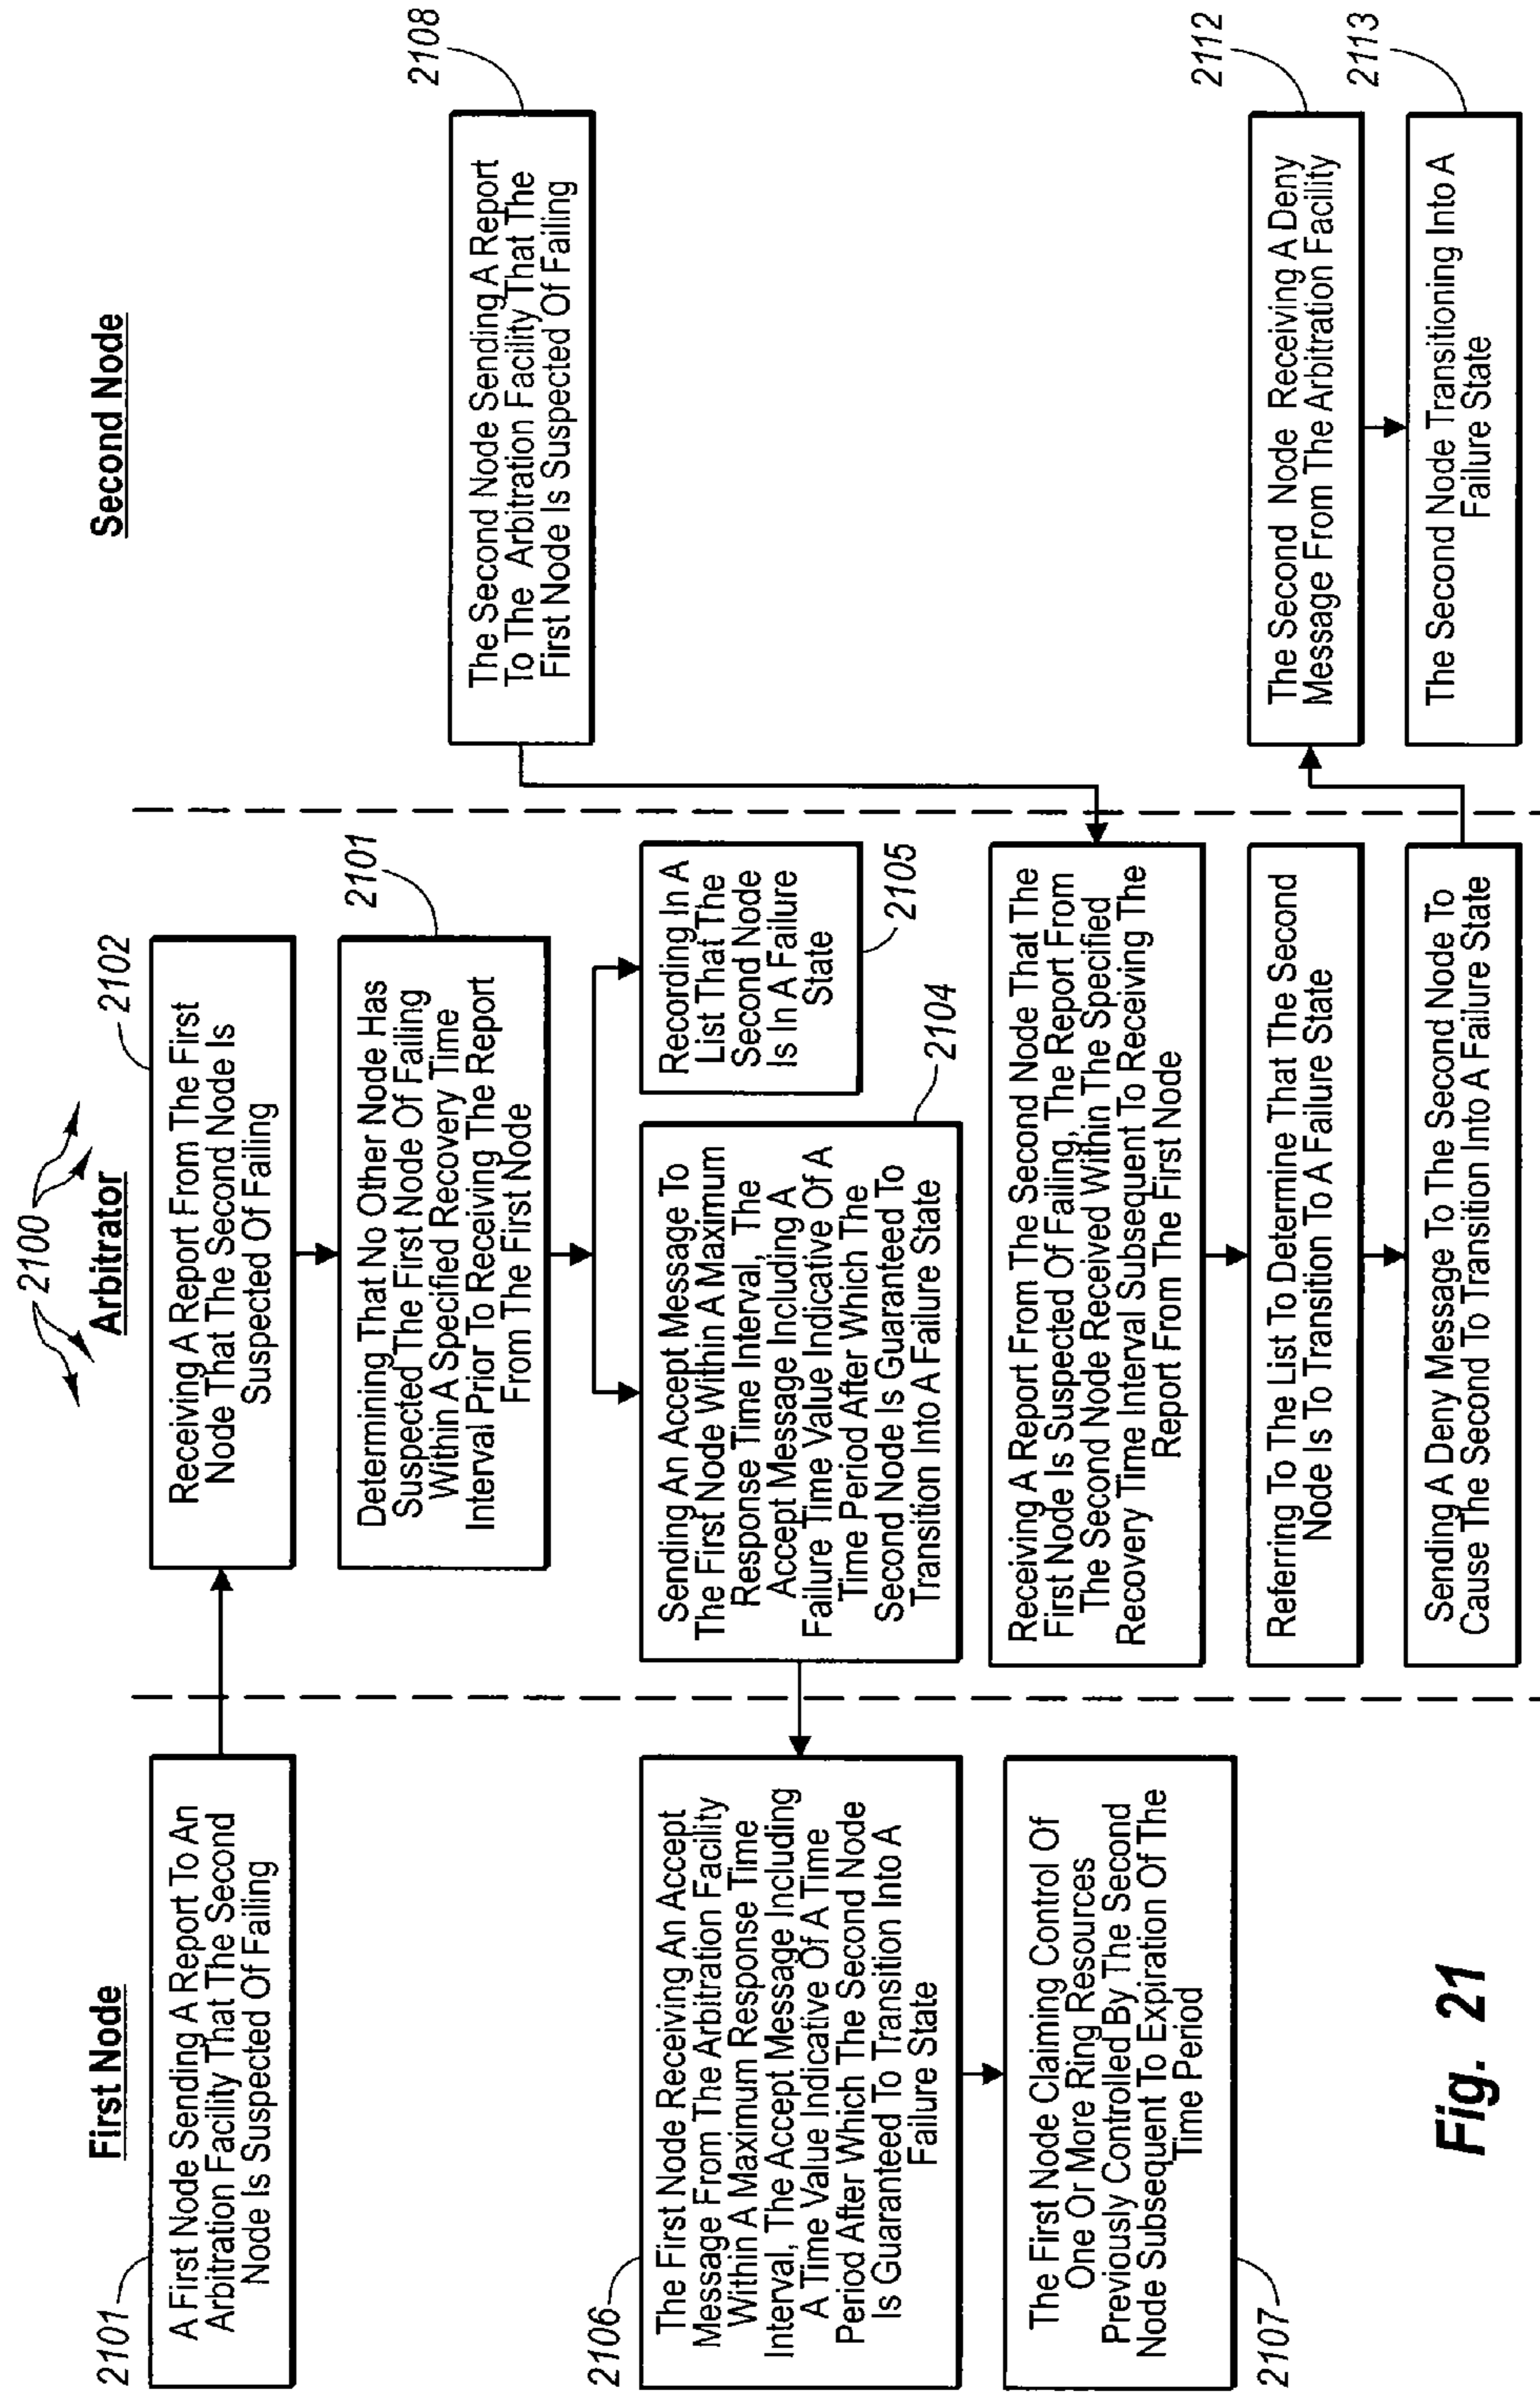 2100
First Node
Arbitrator
Second Node
2101
A First Node Sending A Report To An
Arbitration Facility That The Second
Node Is Suspected Of Failing
2102
Receiving A Report From The First
Node That The Second Node Is
Suspected Of Failing
2101
Determining That No Other Node Has
Suspected The First Node Of Failing
Within A Specified Recovery Time
Interval Prior To Receiving The Report
From The First Node
2108
The Second Node Sending A Report
To The Arbitration Facility That The
First Node Is Suspected Of Failing
2106
The First Node Receiving An Accept
Message From The Arbitration Facility
Within A Maximum Response Time
Interval, The Accept Message Including
A Time Value Indicative Of A Time
Period After Which The Second Node
Is Guaranteed To Transition Into A
Failure State
Sending An Accept Message To
The First Node Within A Maximum
Response Time Interval, The
Accept Message Including A
Failure Time Value Indicative Of A
Time Period After Which The
Second Node Is Guaranteed To
Transition Into A Failure State
2104
Recording In A
List That The
Second Node
Is In A Failure
State
2105
The First Node Claiming Control Of
One Or More Ring Resources
Previously Controlled By The Second
Node Subsequent To Expiration Of The
Time Period
2107
Receiving A Report From The Second Node That The
First Node Is Suspected Of Failing, The Report From
The Second Node Received Within The Specified
Recovery Time Interval Subsequent To Receiving The
Report From The First Node
Referring To The List To Determine That The Second
Node Is To Transition To A Failure State
2112
The Second Node Receiving A Deny
Message From The Arbitration Facility
Sending A Deny Message To The Second Node To
Cause The Second To Transition Into A Failure State
2113
The Second Node Transitioning Into A
Failure State
Fig. 21